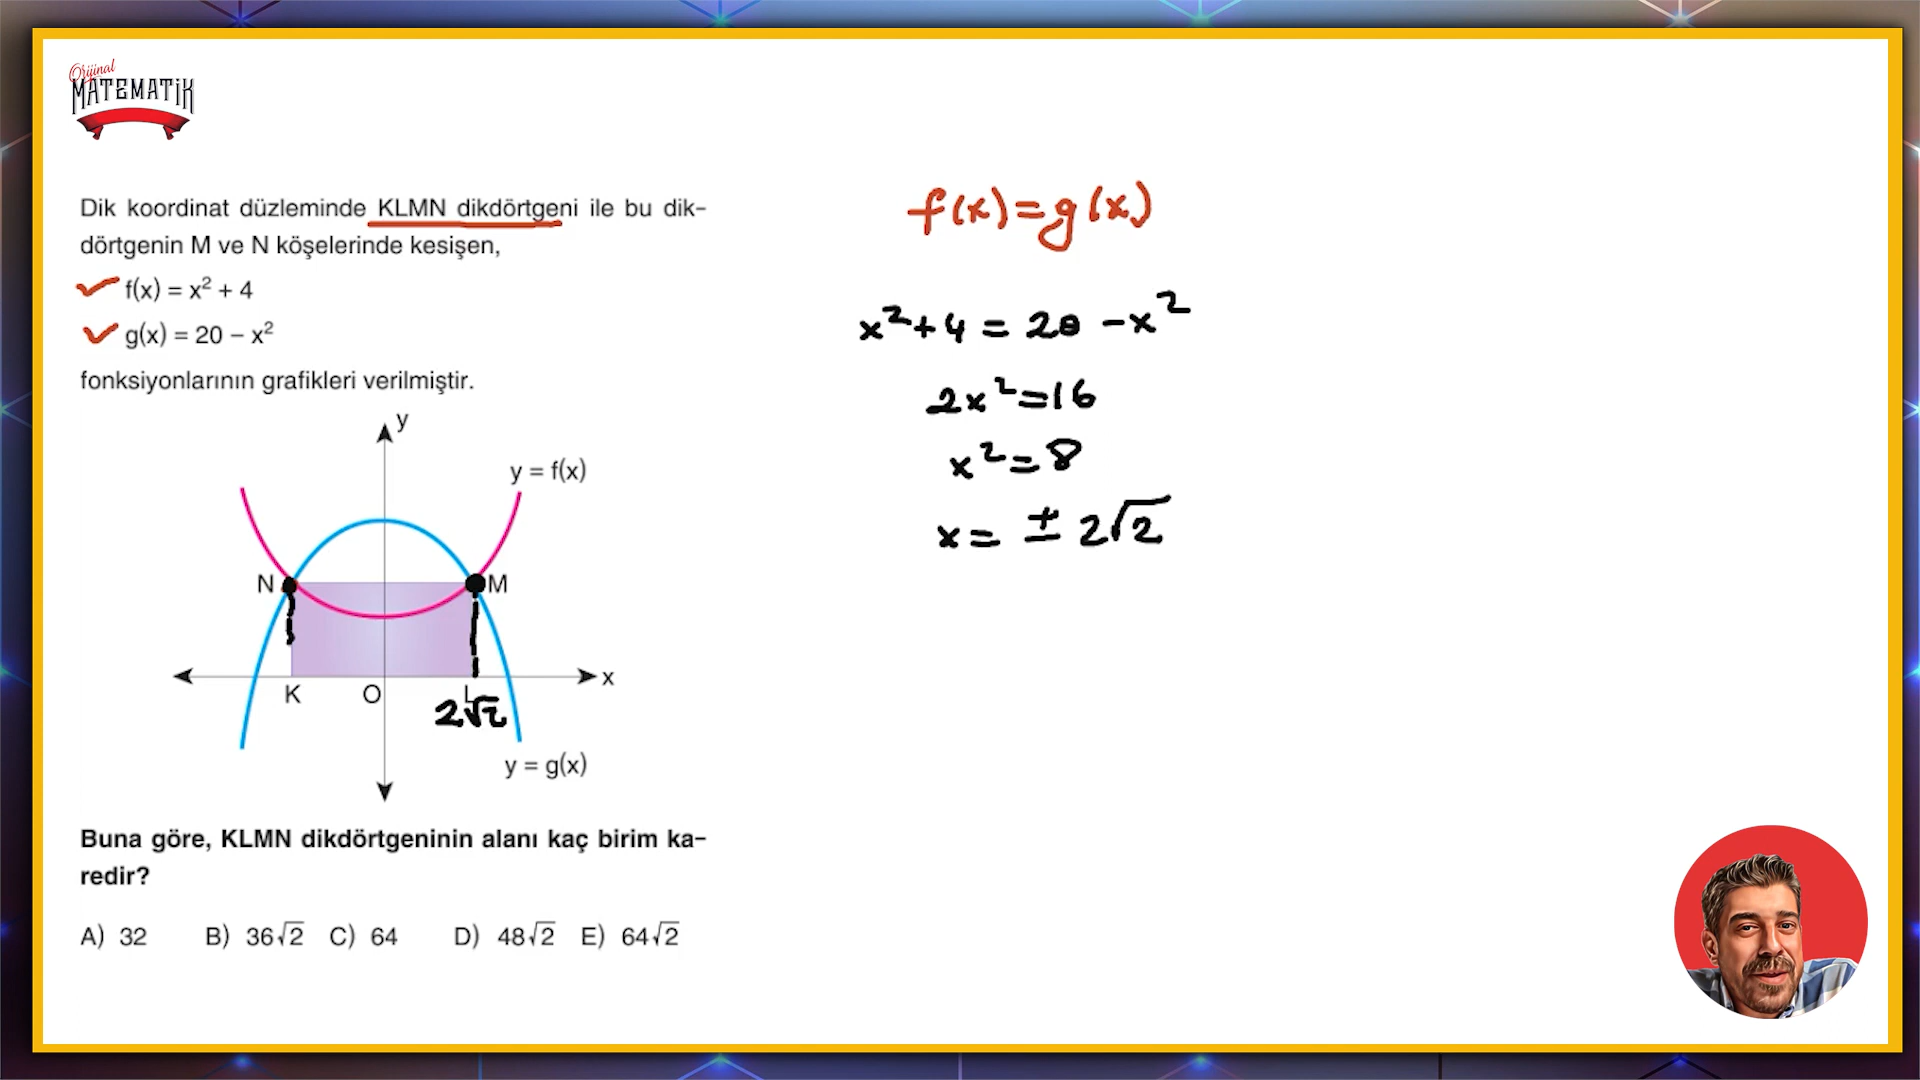 Orijinal
MATEMATİK
Dik koordinat düzleminde KLMN dikdörtgeni ile bu dik-
dörtgenin M ve N köşelerinde kesişen,
f(x) = x² + 4
g(x) = 20 – x²
fonksiyonlarının grafikleri verilmiştir.
y
y = f(x)
N
M
K
O
L
x
2√2
y = g(x)
Buna göre, KLMN dikdörtgeninin alanı kaç birim ka-
redir?
A) 32 B) 36√2 C) 64 D) 48√2 E) 64√2
f(x)=g(x)
x²+4 = 20 -x²
2x²=16
x²=8
x= ± 2√2